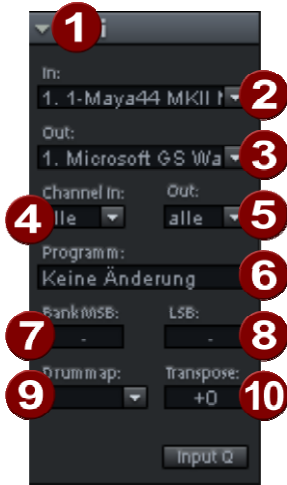 1
In:
1. 1-Maya44 MKII 2
Out:
1. Microsoft GS Wa 3
Channel In: Out:
4 alle 5
Programm:
Keine Änderung 6
Bank MSB: LSB:
7 - - 8
Drummap: Transpose:
9 +0 10
Input Q